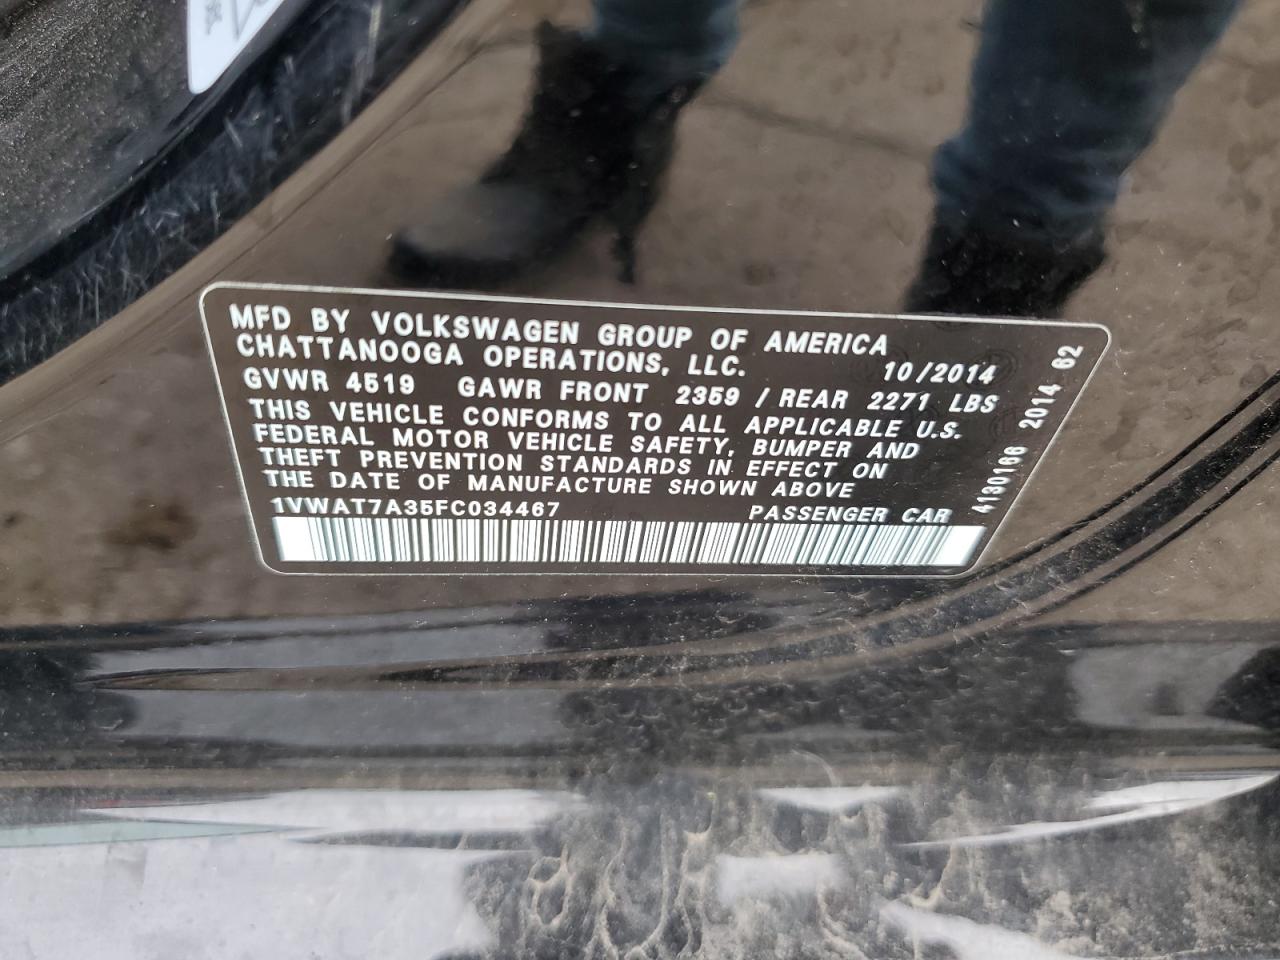 MFD BY VOLKSWAGEN GROUP OF AMERICA
CHATTANOOGA OPERATIONS, LLC. 10/2014
GVWR 4519 GAWR FRONT 2359 / REAR 2271 LBS
THIS VEHICLE CONFORMS TO ALL APPLICABLE U.S.
FEDERAL MOTOR VEHICLE SAFETY, BUMPER AND
THEFT PREVENTION STANDARDS IN EFFECT ON
THE DATE OF MANUFACTURE SHOWN ABOVE
1VWAT7A35FC034467 PASSENGER CAR
4130166 2014 62